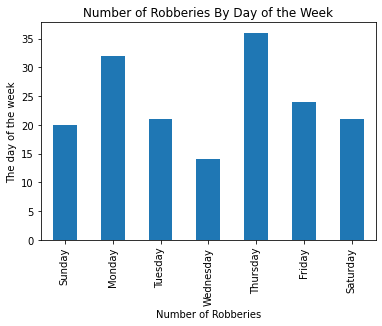 Number of Robberies By Day of the Week
The day of the week
35
30
25
20
15
10
5
0
Sunday
Monday
Tuesday
Wednesday
Thursday
Friday
Saturday
Number of Robberies